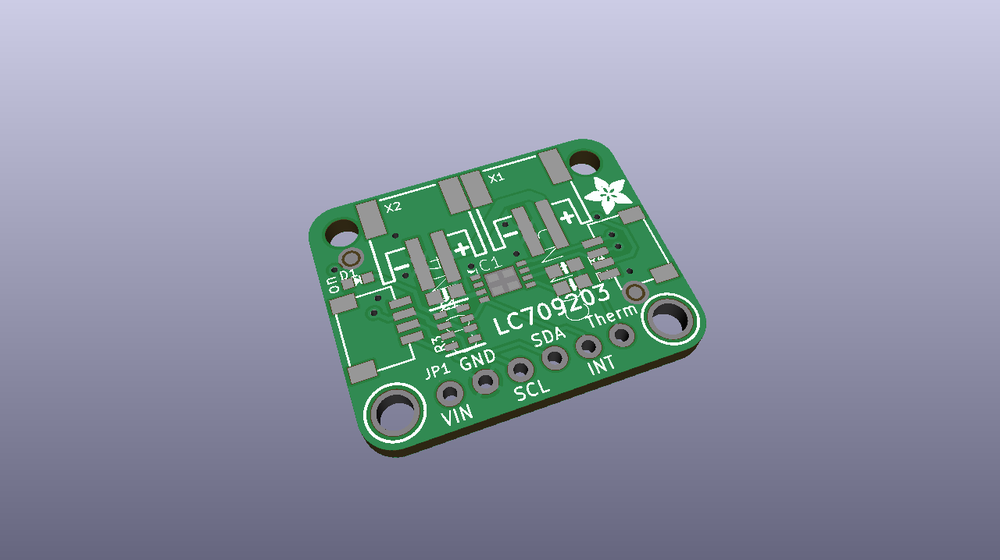 X2
X1
+
+
D1
on
C1
LC709203
R3
JP1
GND
SDA
Therm
VIN
SCL
INT